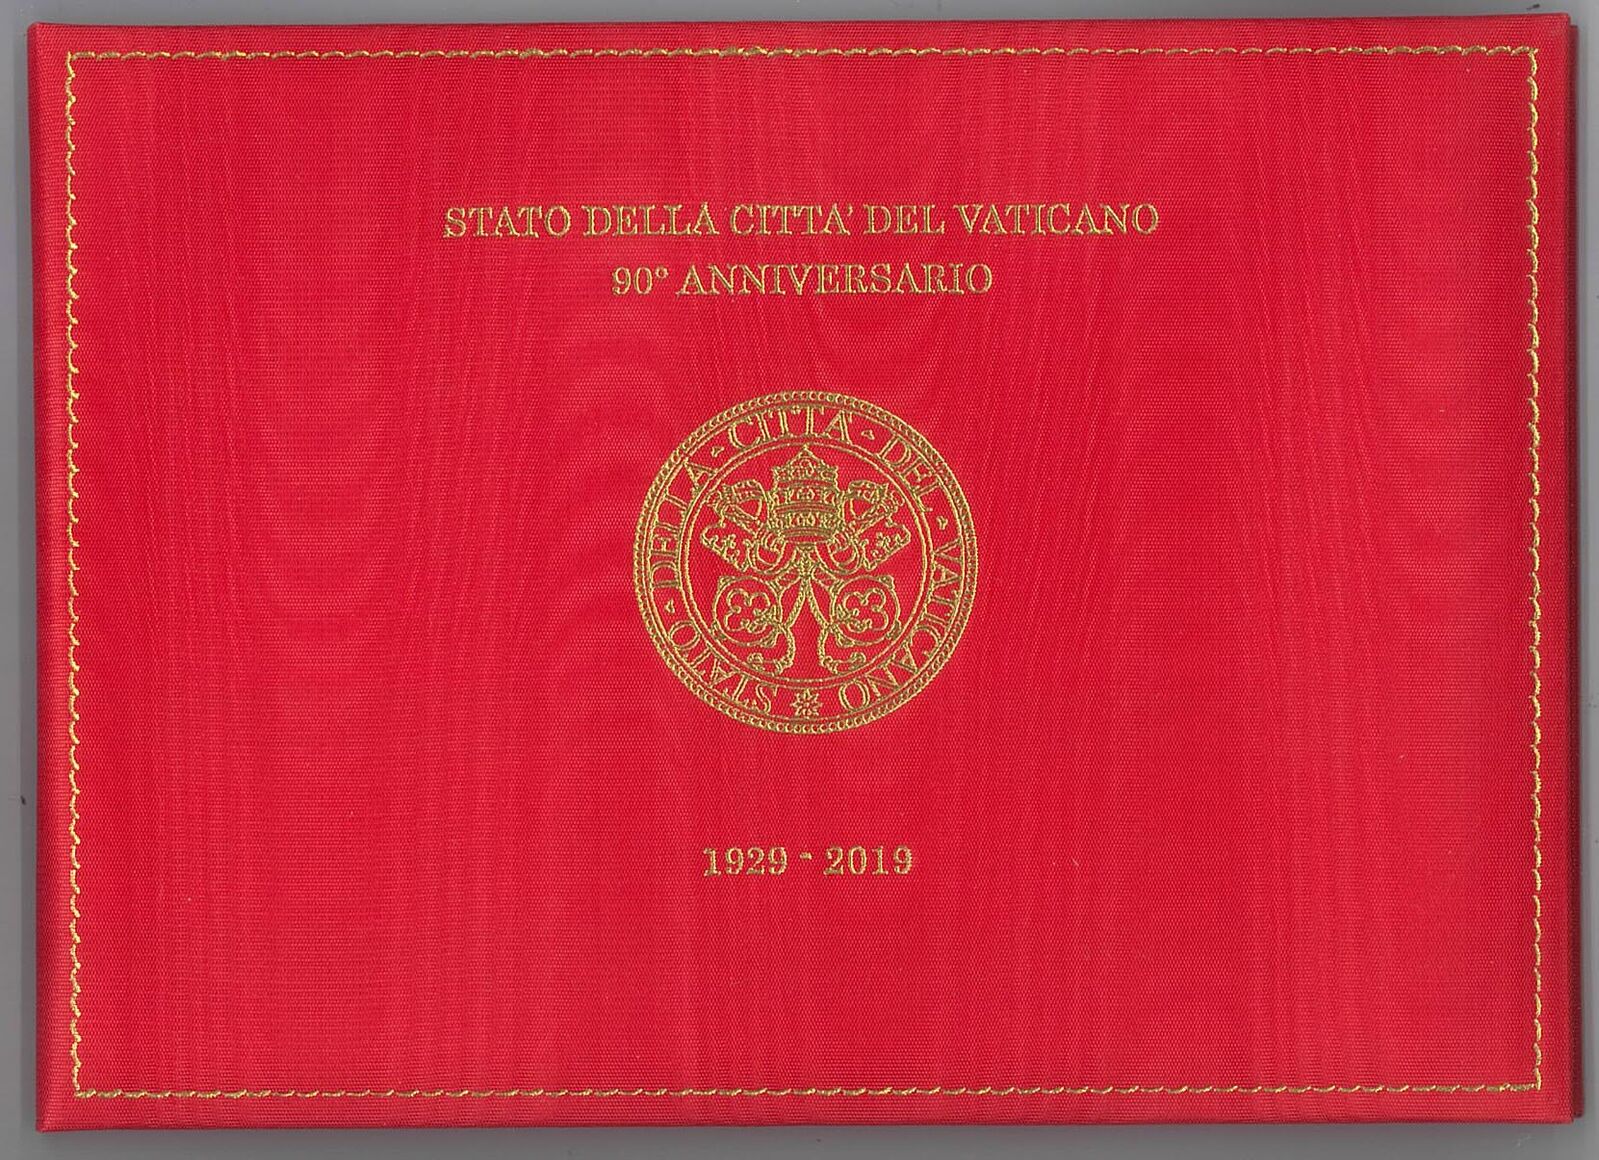 STATO DELLA CITTA' DEL VATICANO
90° ANNIVERSARIO
STATO · DELLA · CITTA · DEL · VATICANO
1929 - 2019